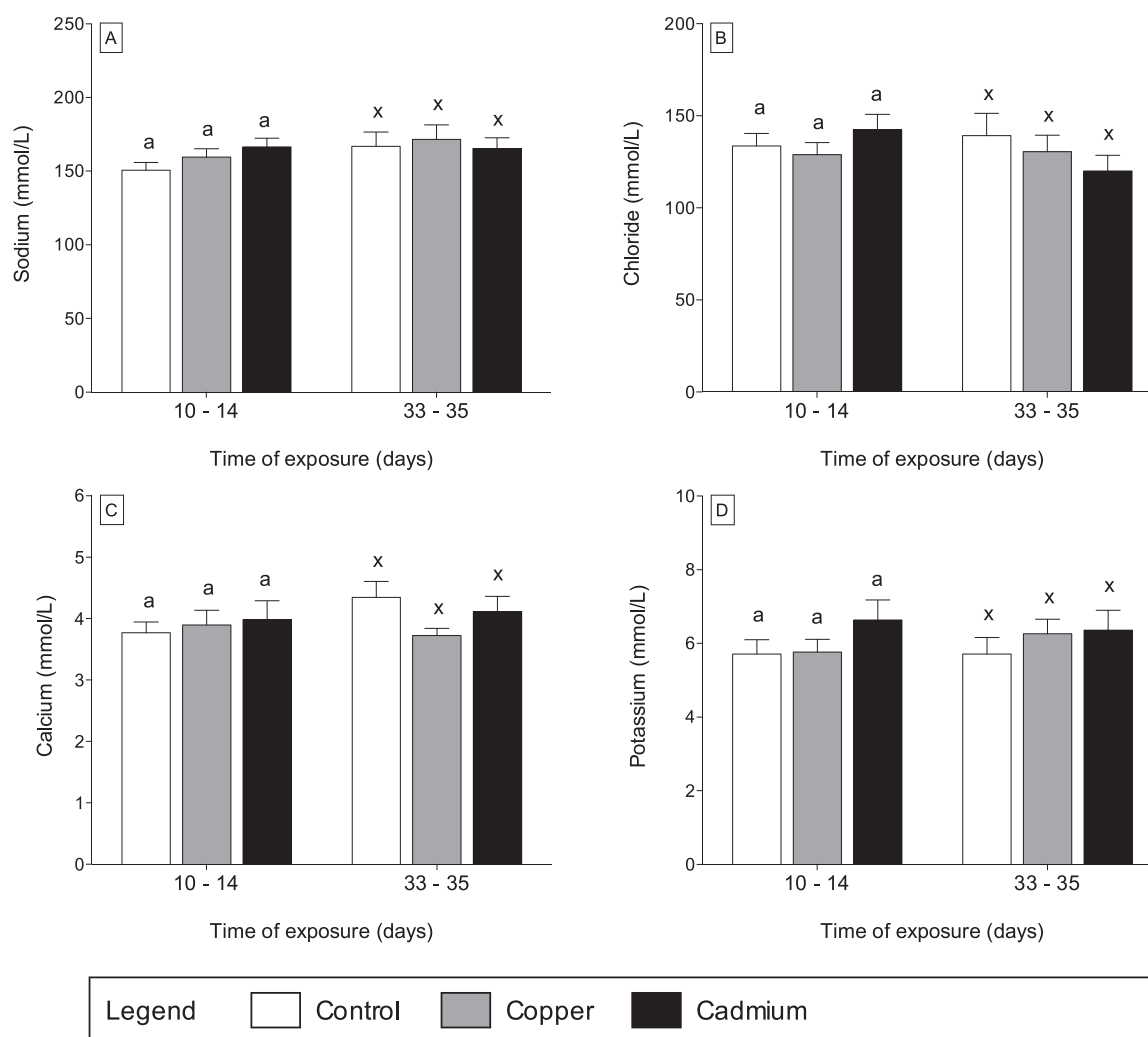 A
Sodium (mmol/L)
250
200
150
100
50
0
a a a x x x
10 - 14 33 - 35
Time of exposure (days)
B
Chloride (mmol/L)
200
150
100
50
0
a a a x x x
10 - 14 33 - 35
Time of exposure (days)
C
Calcium (mmol/L)
6
5
4
3
2
1
0
a a a x x x
10 - 14 33 - 35
Time of exposure (days)
D
Potassium (mmol/L)
10
8
6
4
2
0
a a a x x x
10 - 14 33 - 35
Time of exposure (days)
Legend Control Copper Cadmium